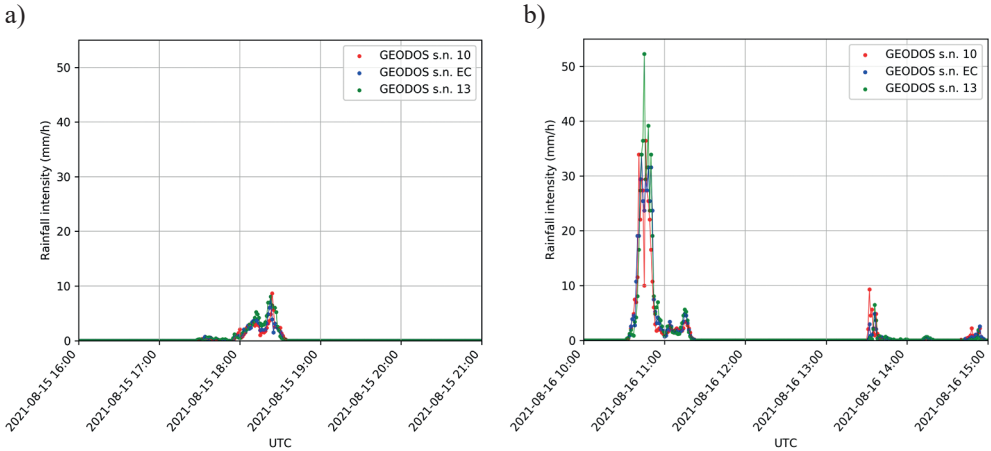 a)
GEODOS s.n. 10
GEODOS s.n. EC
GEODOS s.n. 13
50
40
30
20
10
0
Rainfall intensity (mm/h)
2021-08-15 16:00
2021-08-15 17:00
2021-08-15 18:00
2021-08-15 19:00
2021-08-15 20:00
2021-08-15 21:00
UTC
b)
GEODOS s.n. 10
GEODOS s.n. EC
GEODOS s.n. 13
50
40
30
20
10
0
Rainfall intensity (mm/h)
2021-08-16 10:00
2021-08-16 11:00
2021-08-16 12:00
2021-08-16 13:00
2021-08-16 14:00
2021-08-16 15:00
UTC